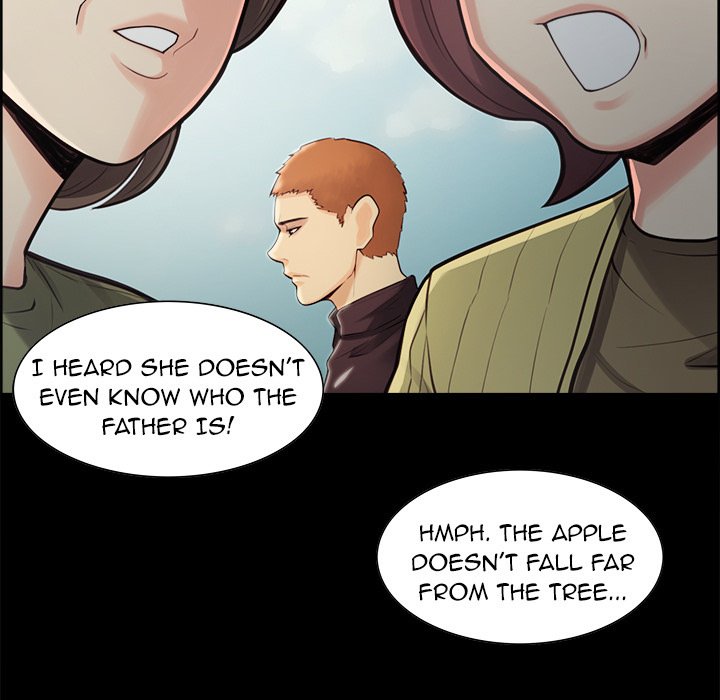 I HEARD SHE DOESN'T
EVEN KNOW WHO THE
FATHER IS!
HMPH. THE APPLE
DOESN'T FALL FAR
FROM THE TREE...